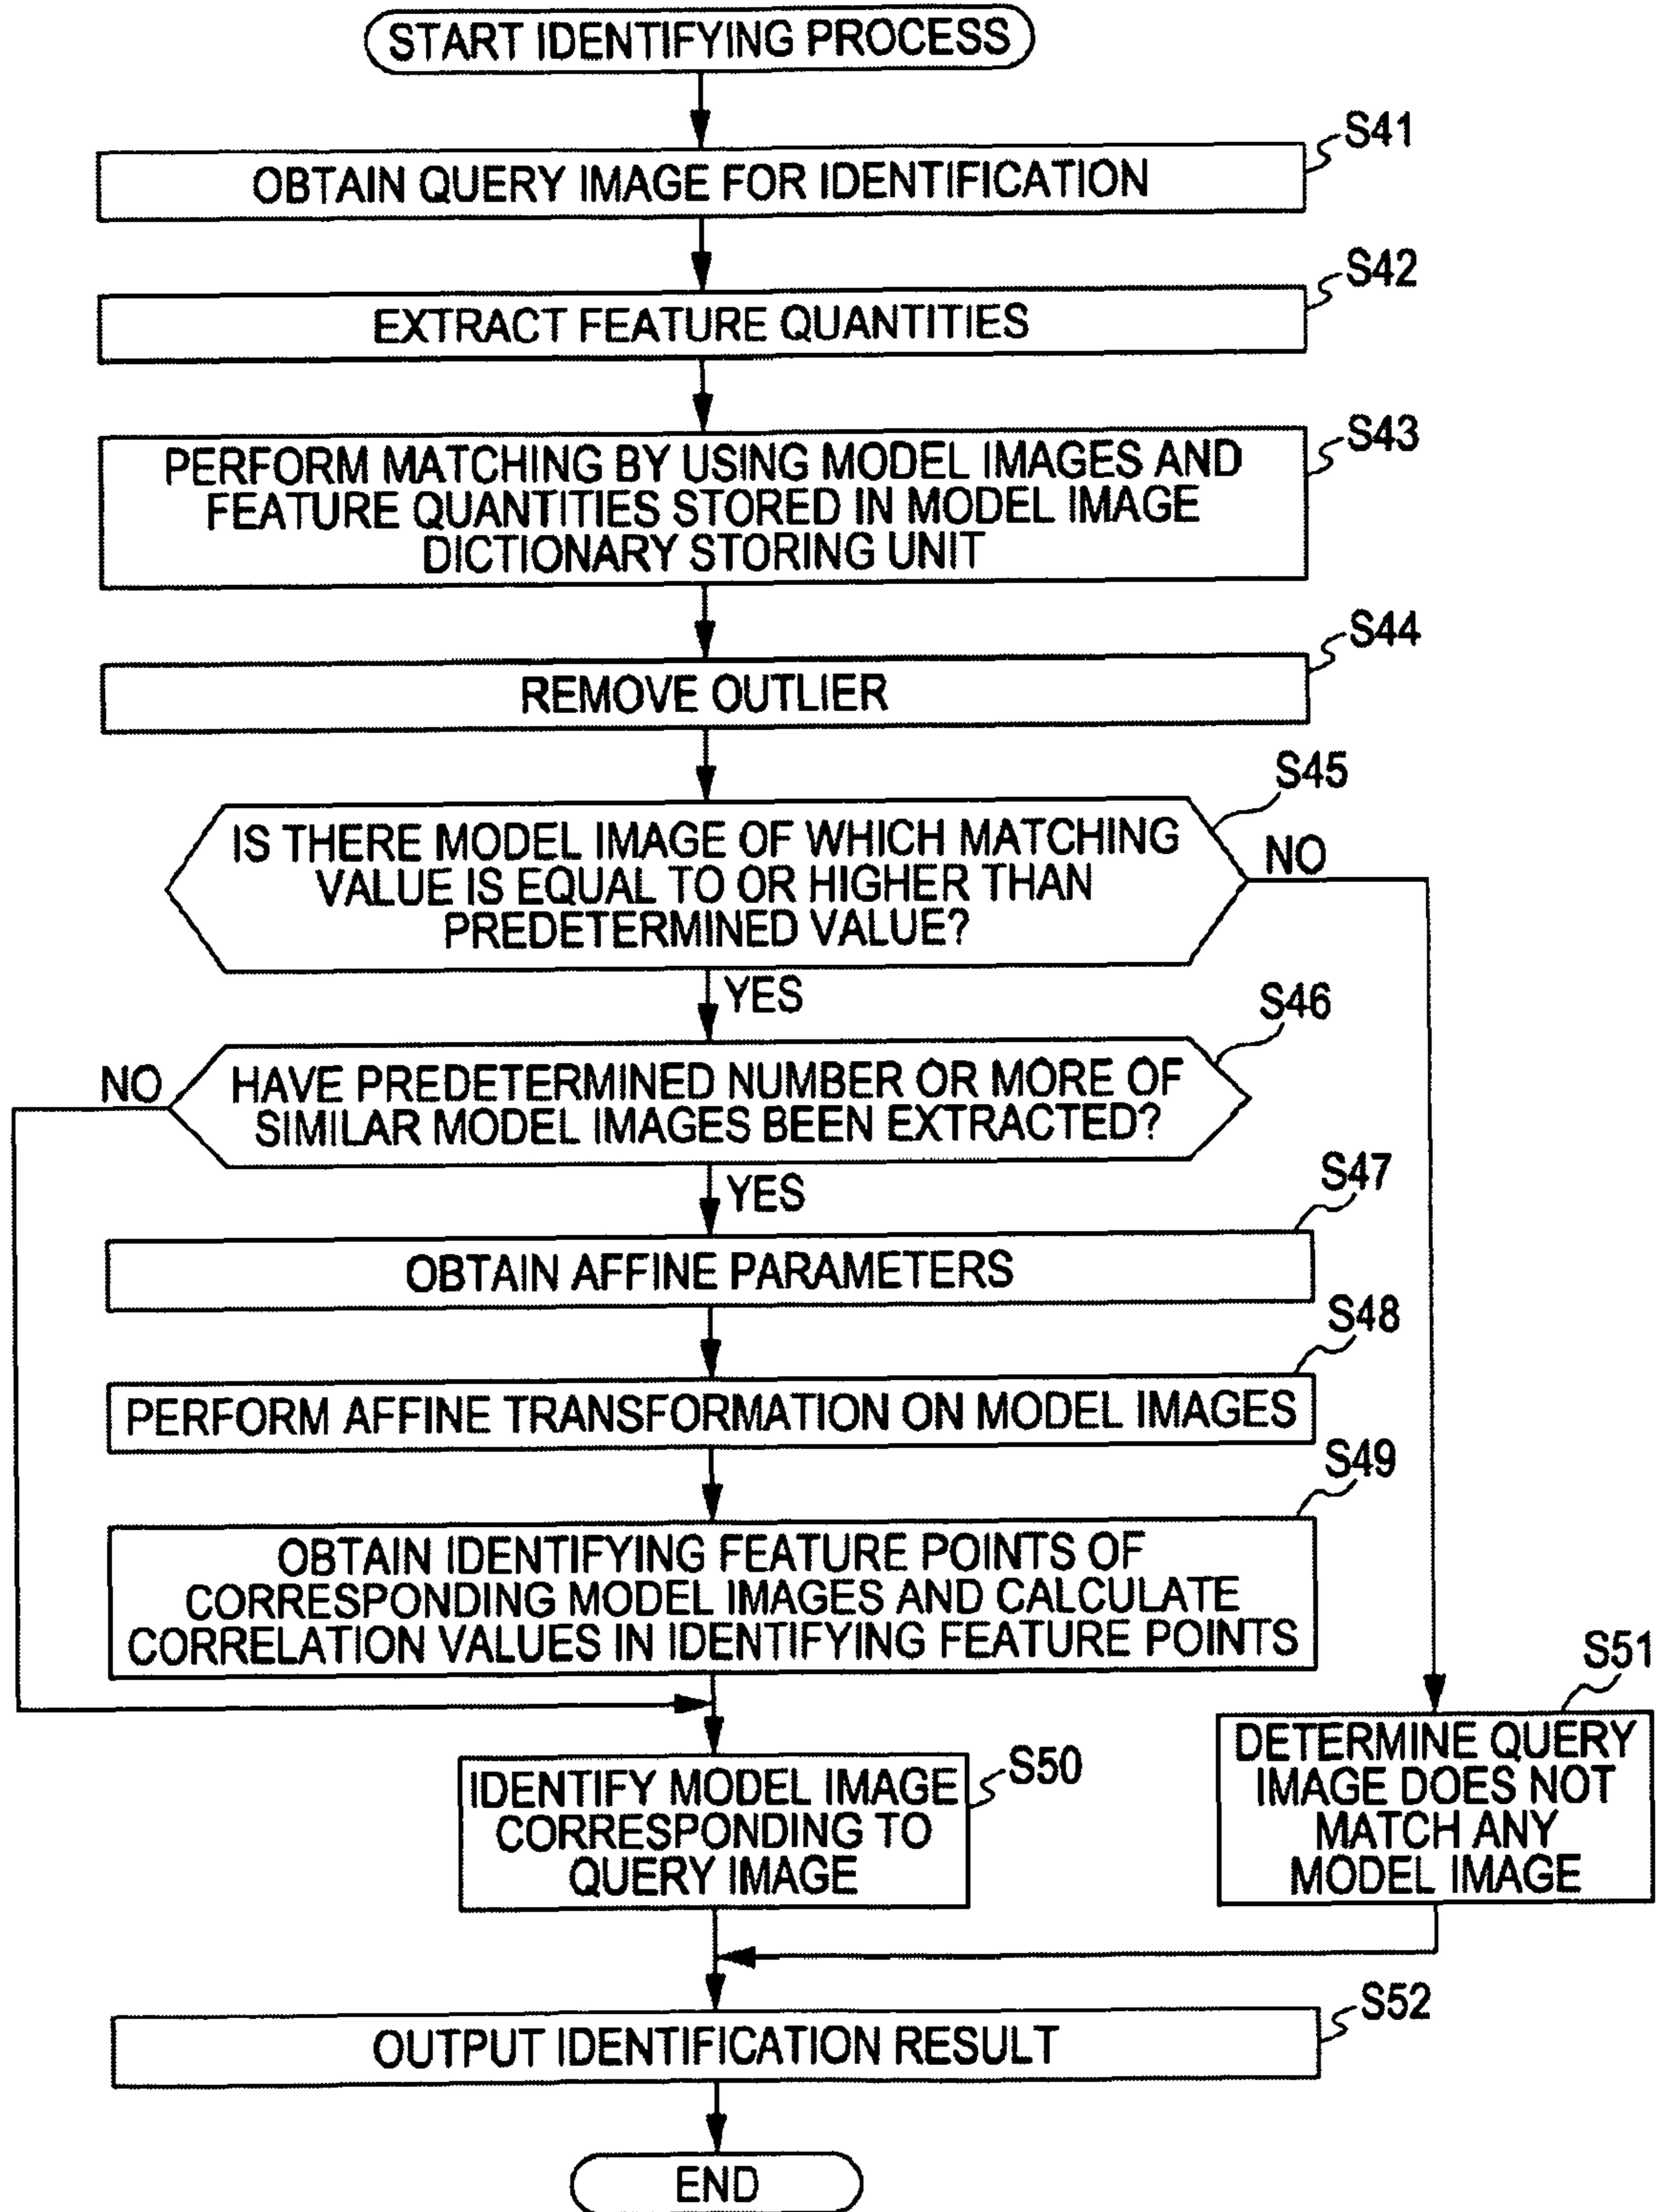 START IDENTIFYING PROCESS
S41
OBTAIN QUERY IMAGE FOR IDENTIFICATION
S42
EXTRACT FEATURE QUANTITIES
S43
PERFORM MATCHING BY USING MODEL IMAGES AND
FEATURE QUANTITIES STORED IN MODEL IMAGE
DICTIONARY STORING UNIT
S44
REMOVE OUTLIER
S45
IS THERE MODEL IMAGE OF WHICH MATCHING
VALUE IS EQUAL TO OR HIGHER THAN
PREDETERMINED VALUE?
NO
YES
S46
NO
HAVE PREDETERMINED NUMBER OR MORE OF
SIMILAR MODEL IMAGES BEEN EXTRACTED?
YES
S47
OBTAIN AFFINE PARAMETERS
S48
PERFORM AFFINE TRANSFORMATION ON MODEL IMAGES
S49
OBTAIN IDENTIFYING FEATURE POINTS OF
CORRESPONDING MODEL IMAGES AND CALCULATE
CORRELATION VALUES IN IDENTIFYING FEATURE POINTS
S50
IDENTIFY MODEL IMAGE
CORRESPONDING TO
QUERY IMAGE
S51
DETERMINE QUERY
IMAGE DOES NOT
MATCH ANY
MODEL IMAGE
S52
OUTPUT IDENTIFICATION RESULT
END